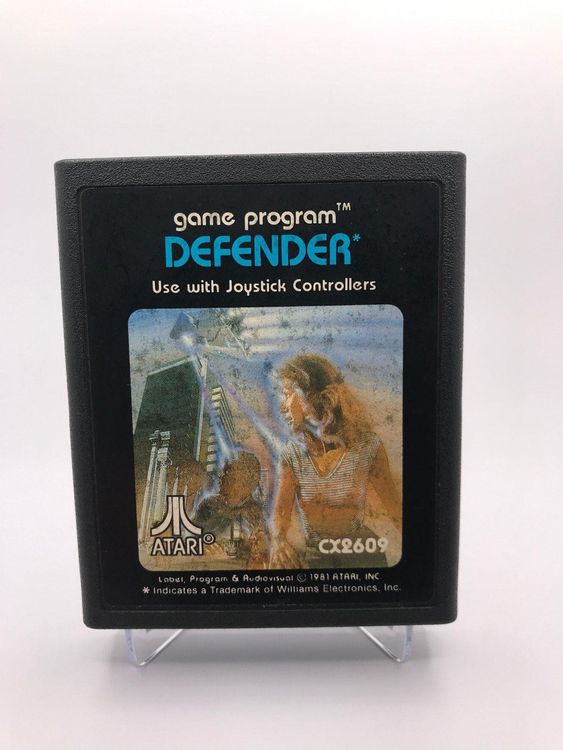 game program™
DEFENDER*
Use with Joystick Controllers
ATARI®
CX2609
Label, Program & Audiovisual © 1981 ATARI, INC.
* Indicates a Trademark of Williams Electronics, Inc.